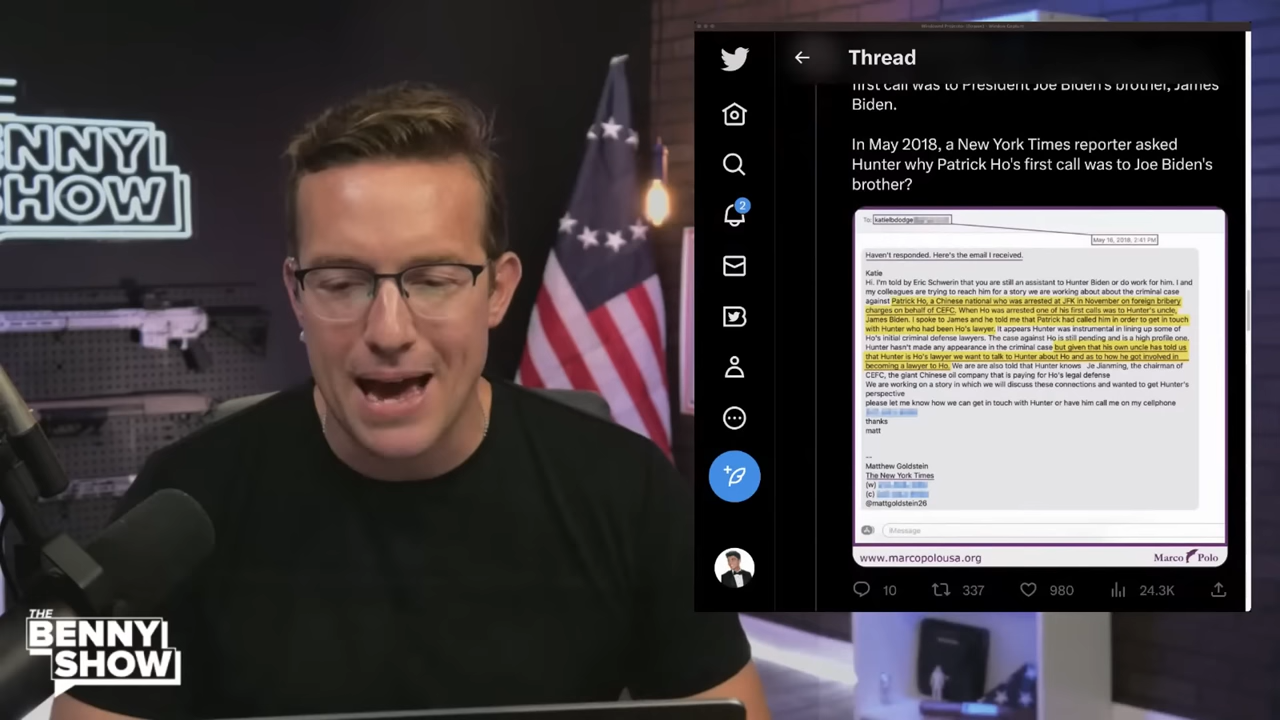 ENNY
SHOW
THE
BENNY
SHOW
Thread
first call was to President Joe Biden's brother, James
Biden.
In May 2018, a New York Times reporter asked
Hunter why Patrick Ho's first call was to Joe Biden's
brother?
2
To: katielbdodge
May 16, 2018, 2:41 PM
Haven't responded. Here's the email I received.
Katie
Hi. I'm told by Eric Schwerin that you are still an assistant to Hunter Biden or do work for him. I and
my colleagues are trying to reach him for a story we are working about about the criminal case
against Patrick Ho, a Chinese national who was arrested at JFK in November on foreign bribery
charges on behalf of CEFC. When Ho was arrested one of his first calls was to Hunter's uncle,
James Biden. I spoke to James and he told me that Patrick had called him in order to get in touch
with Hunter who had been Ho's lawyer. It appears Hunter was instrumental in lining up some of
Ho's initial criminal defense lawyers. The case against Ho is still pending and is a high profile one.
Hunter hasn't made any appearance in the criminal case but given that his own uncle has told us
that Hunter is Ho's lawyer we want to talk to Hunter about Ho and as to how he got involved in
becoming a lawyer to Ho. We are are also told that Hunter knows Je Jianming, the chairman of
CEFC, the giant Chinese oil company that is paying for Ho's legal defense
We are working on a story in which we will discuss these connections and wanted to get Hunter's
perspective
please let me know how we can get in touch with Hunter or have him call me on my cellphone
thanks
matt
--
Matthew Goldstein
The New York Times
(w)
(c)
@mattgoldstein26
iMessage
www.marcopolousa.org
Marco Polo
10
337
980
24.3K